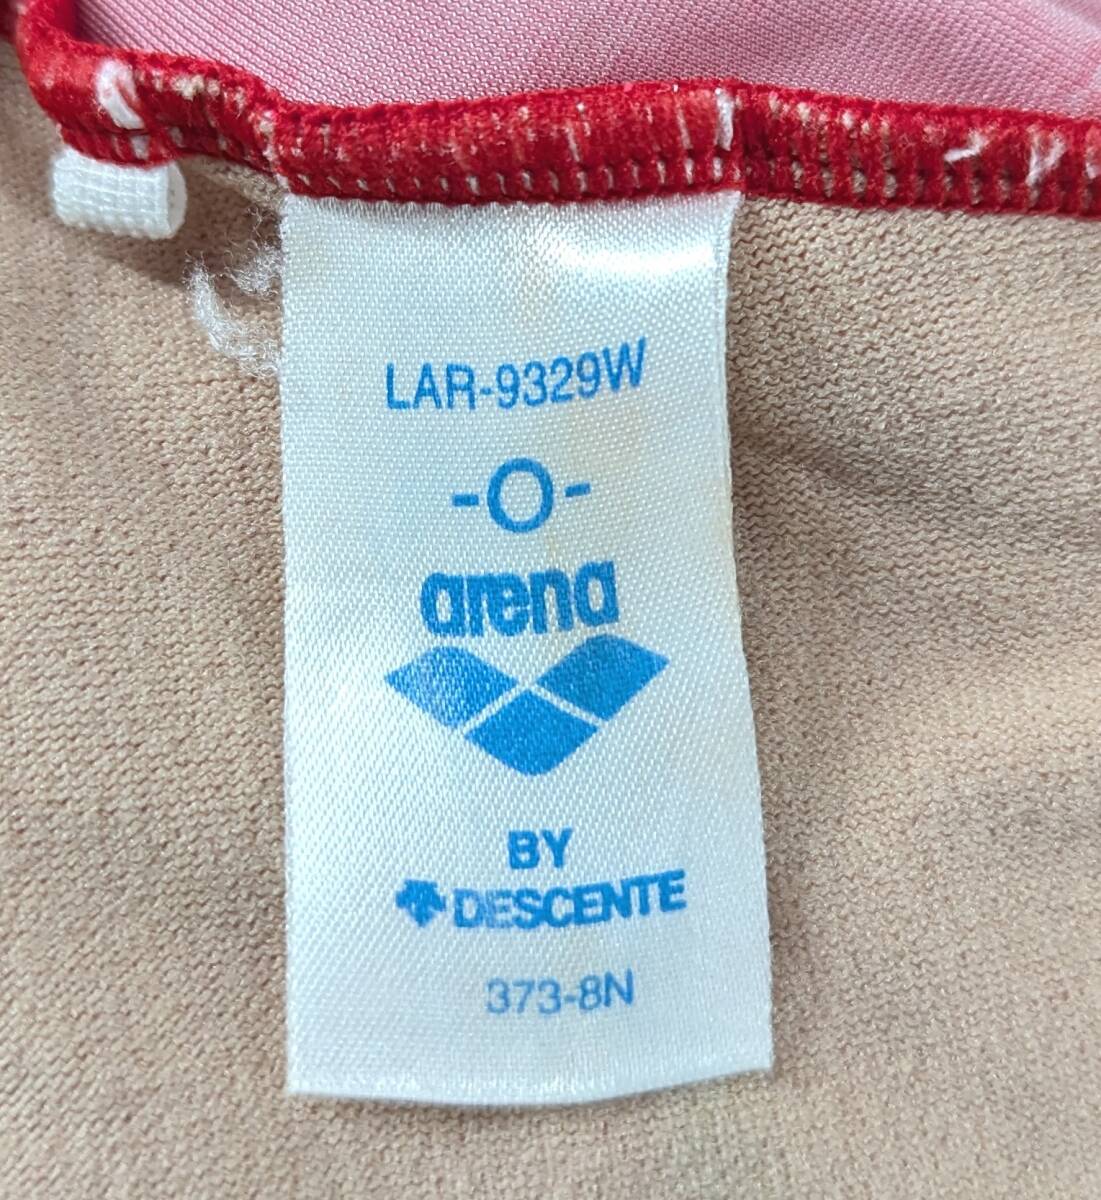 LAR-9329W
-O-
arena
BY
DESCENTE
373-8N